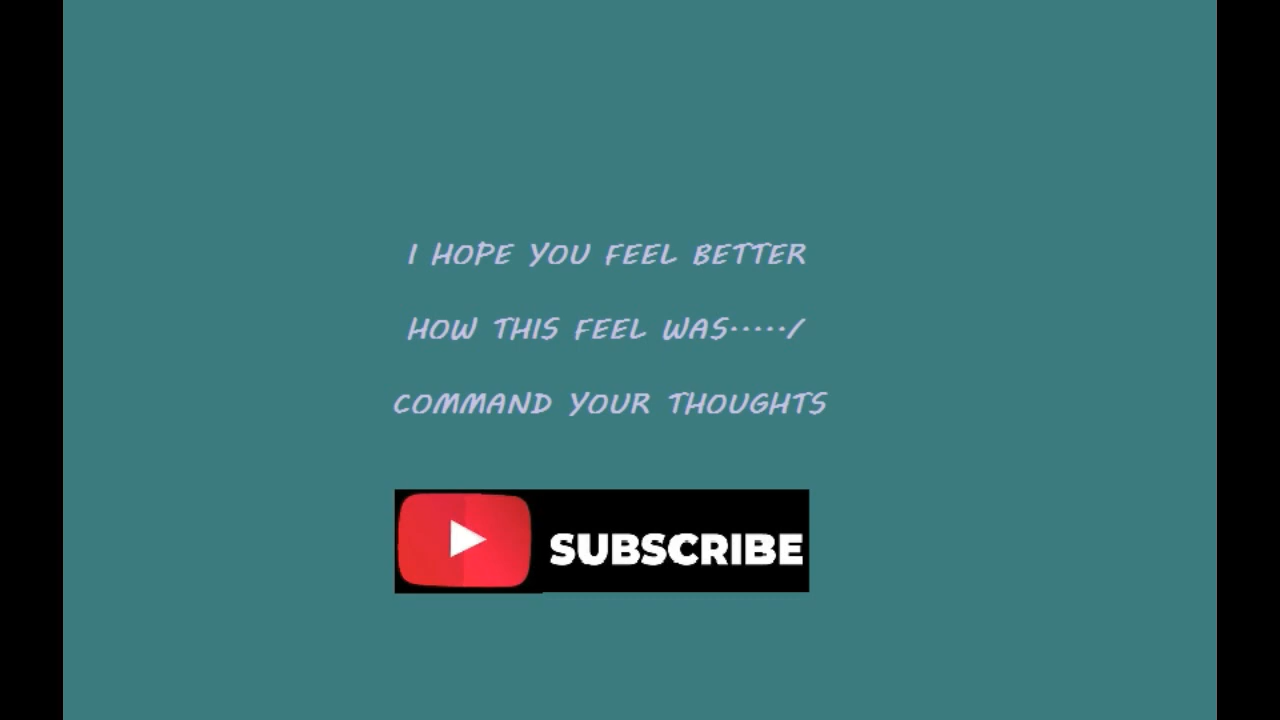 I HOPE YOU FEEL BETTER
HOW THIS FEEL WAS·····/
COMMAND YOUR THOUGHTS
SUBSCRIBE